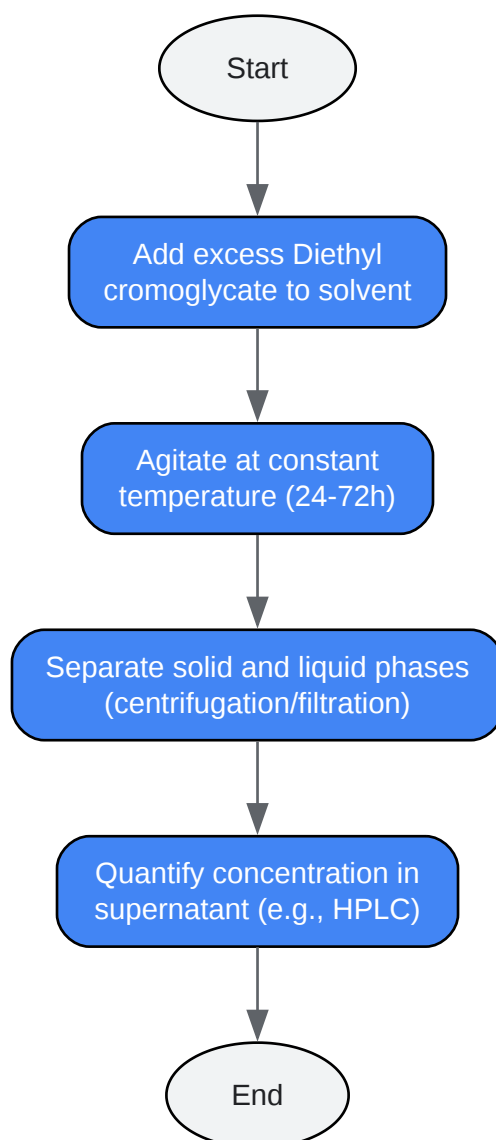 Start
Add excess Diethyl
cromoglycate to solvent
Agitate at constant
temperature (24-72h)
Separate solid and liquid phases
(centrifugation/filtration)
Quantify concentration in
supernatant (e.g., HPLC)
End